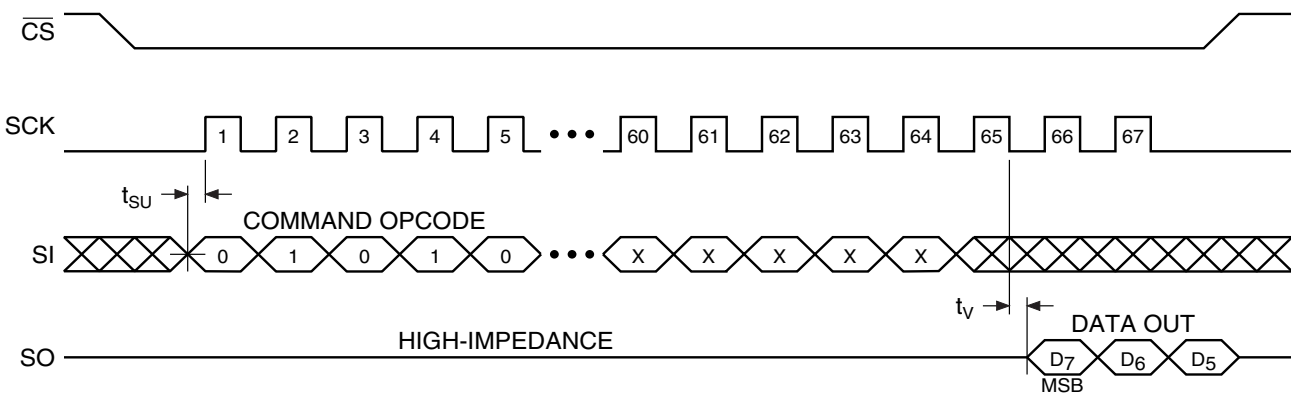 CS
SCK 1 2 3 4 5 ••• 60 61 62 63 64 65 66 67
tSU
COMMAND OPCODE
SI 0 1 0 1 0 ••• X X X X X
tV
DATA OUT
HIGH-IMPEDANCE
SO D7 D6 D5
MSB